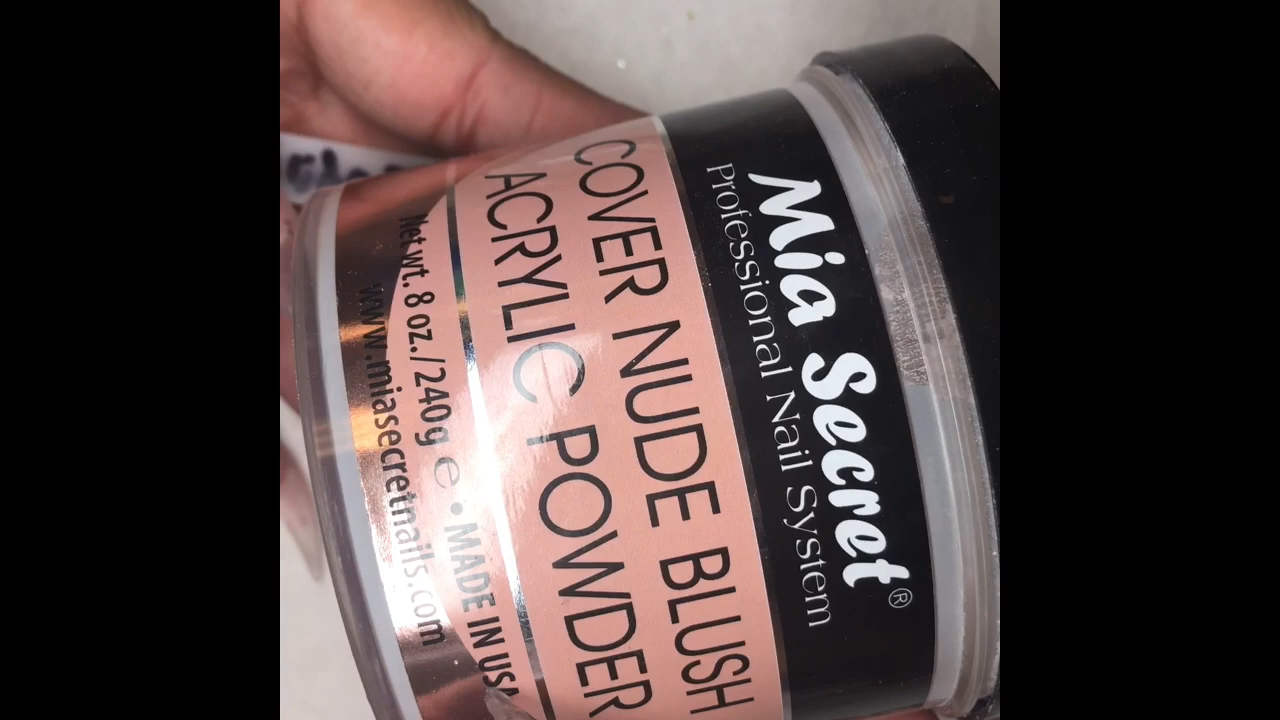 Mia Secret®
Professional Nail System
COVER NUDE BLUSH
ACRYLIC POWDER
Net wt. 8 oz./240g e • MADE IN USA
www.miasecretnails.com